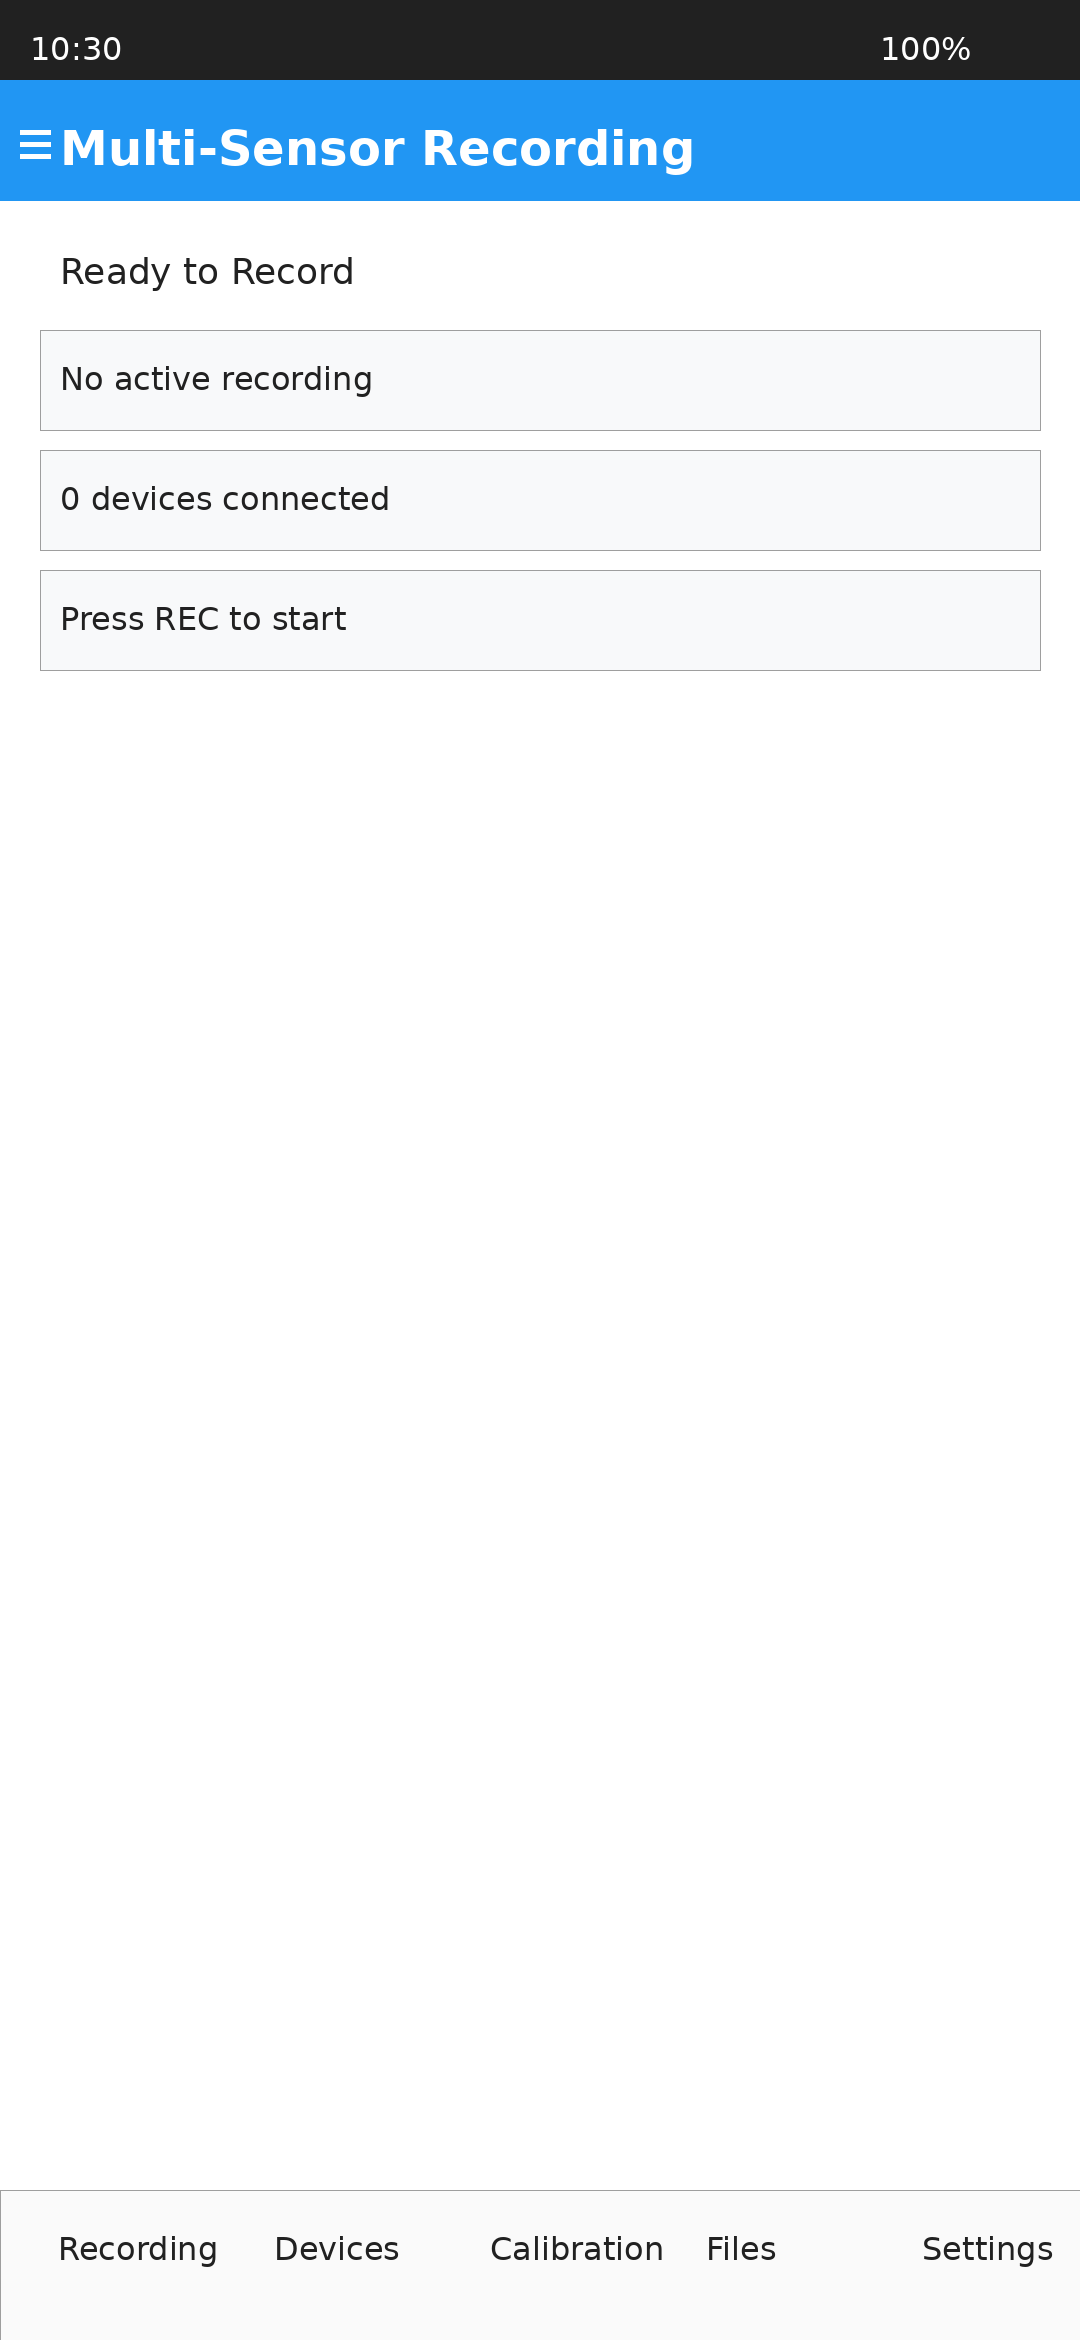 10:30 100%
Multi-Sensor Recording
Ready to Record
No active recording
0 devices connected
Press REC to start
Recording Devices Calibration Files Settings